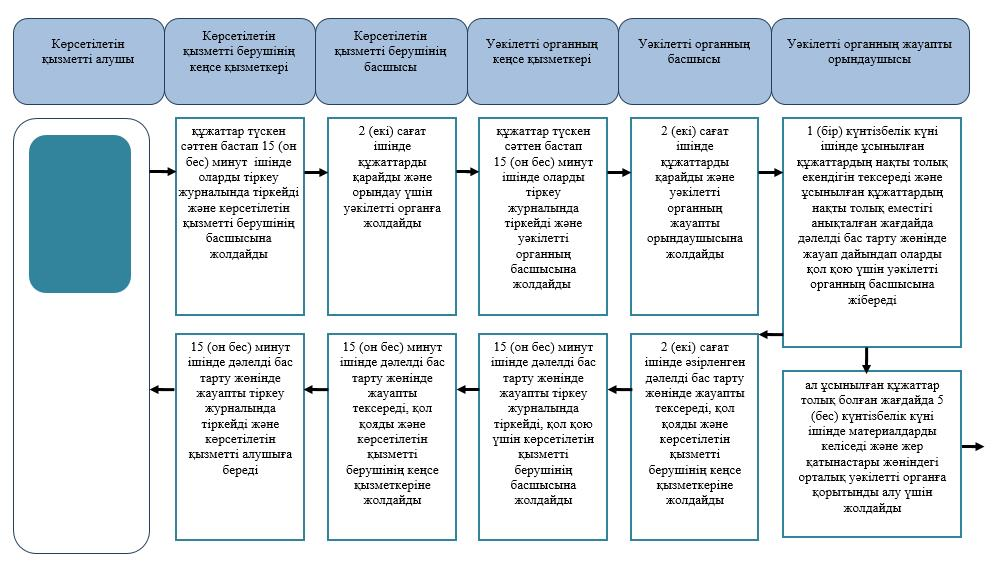 Көрсетілетін
қызметті алушы
Көрсетілетін
қызметті берушінің
кеңсе қызметкері
Көрсетілетін
қызметті берушінің
басшысы
Уәкілетті органның
кеңсе қызметкері
Уәкілетті органның
басшысы
Уәкілетті органның жауапты
орындаушысы
құжаттар түскен
сәттен бастап 15 (он
бес) минут ішінде
оларды тіркеу
журналында тіркейді
және көрсетілетін
қызметті берушінің
басшысына
жолдайды
2 (екі) сағат
ішінде
құжаттарды
қарайды және
орындау үшін
уәкілетті органға
жолдайды
құжаттар түскен
сәттен бастап
15 (он бес) минут
ішінде оларды
тіркеу
журналында
тіркейді және
уәкілетті
органның
басшысына
жолдайды
2 (екі) сағат
ішінде
құжаттарды
қарайды және
уәкілетті
органның
жауапты
орындаушысына
жолдайды
1 (бір) күнтізбелік күні
ішінде ұсынылған
құжаттардың нақты толық
екендігін тексереді және
ұсынылған құжаттардың
нақты толық еместігі
анықталған жағдайда
дәлелді бас тарту жөнінде
жауап дайындап оларды
қол қою үшін уәкілетті
органның басшысына
жібереді
15 (он бес) минут
ішінде дәлелді бас
тарту жөнінде
жауапты тіркеу
журналында
тіркейді және
көрсетілетін
қызметті алушыға
береді
15 (он бес) минут
ішінде дәлелді бас
тарту жөнінде
жауапты
тексереді, қол
қояды және
көрсетілетін
қызметті
берушінің кеңсе
қызметкеріне
жолдайды
15 (он бес) минут
ішінде дәлелді бас
тарту жөнінде
жауапты тіркеу
журналында
тіркейді, қол қою
үшін көрсетілетін
қызметті
берушінің
басшысына
жолдайды
2 (екі) сағат
ішінде әзірленген
дәлелді бас тарту
жөнінде жауапты
тексереді, қол
қояды және
көрсетілетін
қызметті
берушінің кеңсе
қызметкеріне
жолдайды
ал ұсынылған құжаттар
толық болған жағдайда 5
(бес) күнтізбелік күні
ішінде материалдарды
келіседі және жер
қатынастары жөніндегі
орталық уәкілетті органға
қорытынды алу үшін
жолдайды